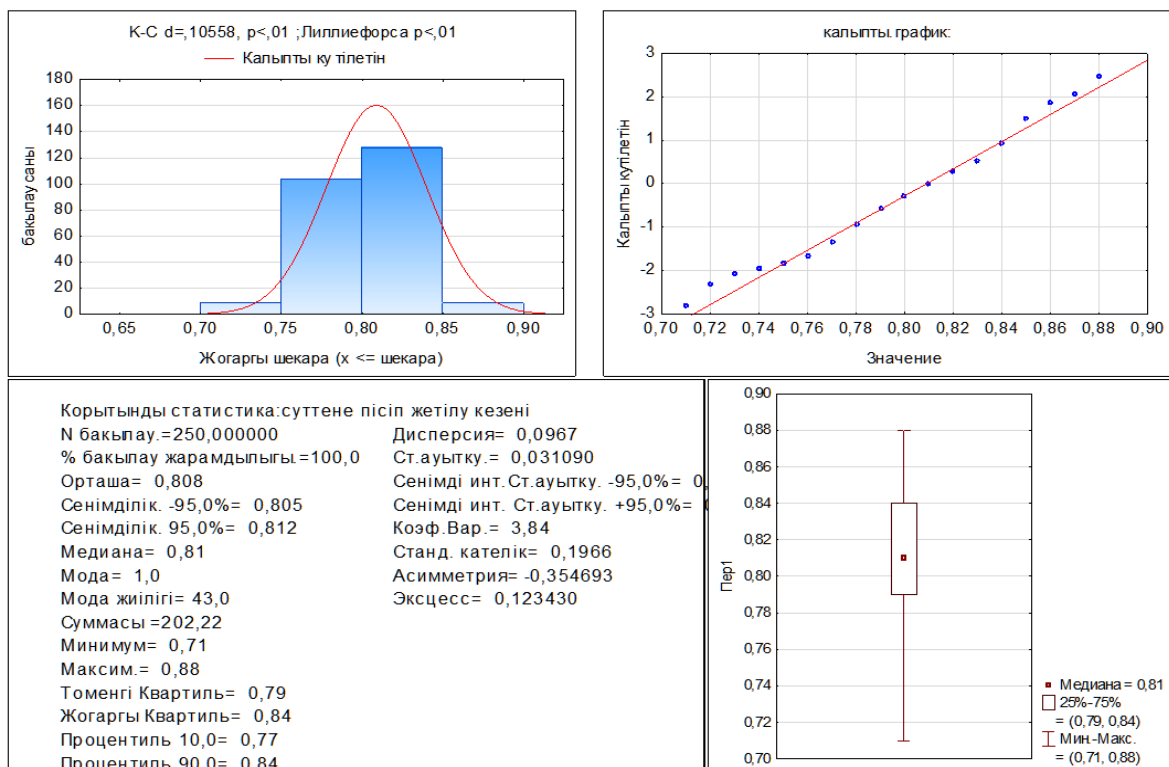 K-C d=,10558, p<,01 ;Лиллиефорса p<,01
Калыпты ку тілетін
бакылау саны
180
160
140
120
100
80
60
40
20
0
0,65 0,70 0,75 0,80 0,85 0,90
Жогаргы шекара (x <= шекара)
калыпты.график:
Калыпты кутілетін
3
2
1
0
-1
-2
-3
0,70 0,72 0,74 0,76 0,78 0,80 0,82 0,84 0,86 0,88 0,90
Значение
Корытынды статистика:суттене пісіп жетілу кезені
N бакылау.=250,000000
% бакылау жарамдылыгы.=100,0
Орташа= 0,808
Сенімділік. -95,0%= 0,805
Сенімділік. 95,0%= 0,812
Медиана= 0,81
Мода= 1,0
Мода жиілігі= 43,0
Суммасы =202,22
Минимум= 0,71
Максим.= 0,88
Томенгі Квартиль= 0,79
Жогаргы Квартиль= 0,84
Процентиль 10,0= 0,77
Процентиль 90,0= 0,84
Дисперсия= 0,0967
Ст.ауытку.= 0,031090
Сенімді инт.Ст.ауытку. -95,0%= 0,
Сенімді инт. Ст.ауытку. +95,0%=
Коэф.Вар.= 3,84
Станд. кателік= 0,1966
Асимметрия= -0,354693
Эксцесс= 0,123430
Пер1
0,90
0,88
0,86
0,84
0,82
0,80
0,78
0,76
0,74
0,72
0,70
Медиана = 0,81
25%-75%
= (0,79, 0,84)
Мин.-Макс.
= (0,71, 0,88)